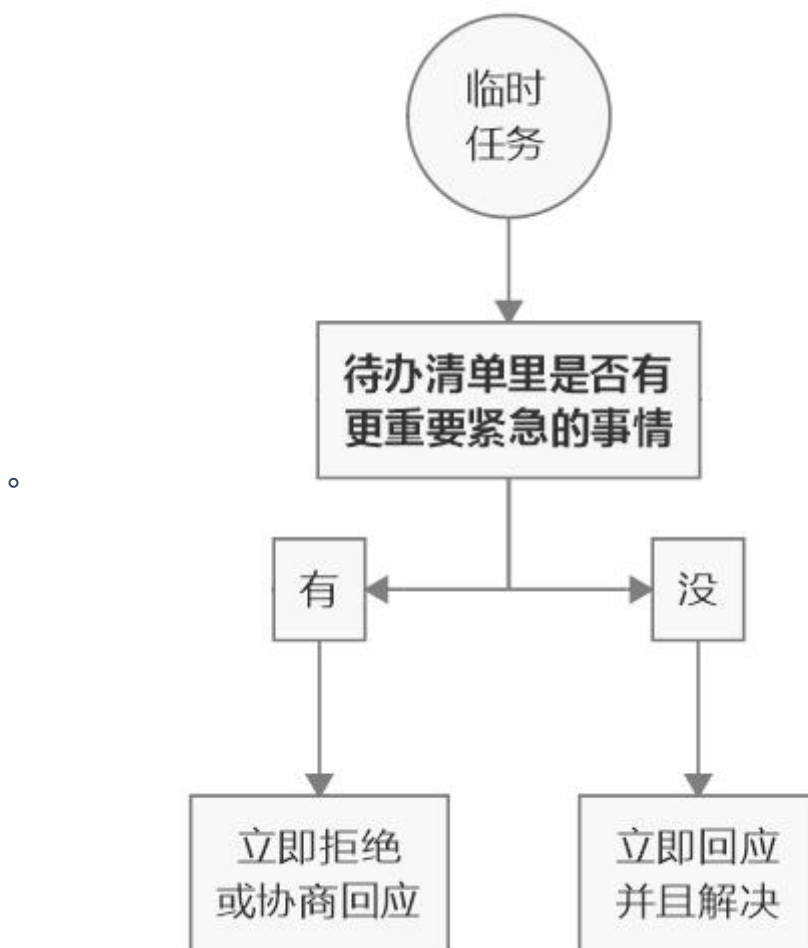 临时
任务
待办清单里是否有
更重要紧急的事情
。
有
没
立即拒绝
或协商回应
立即回应
并且解决